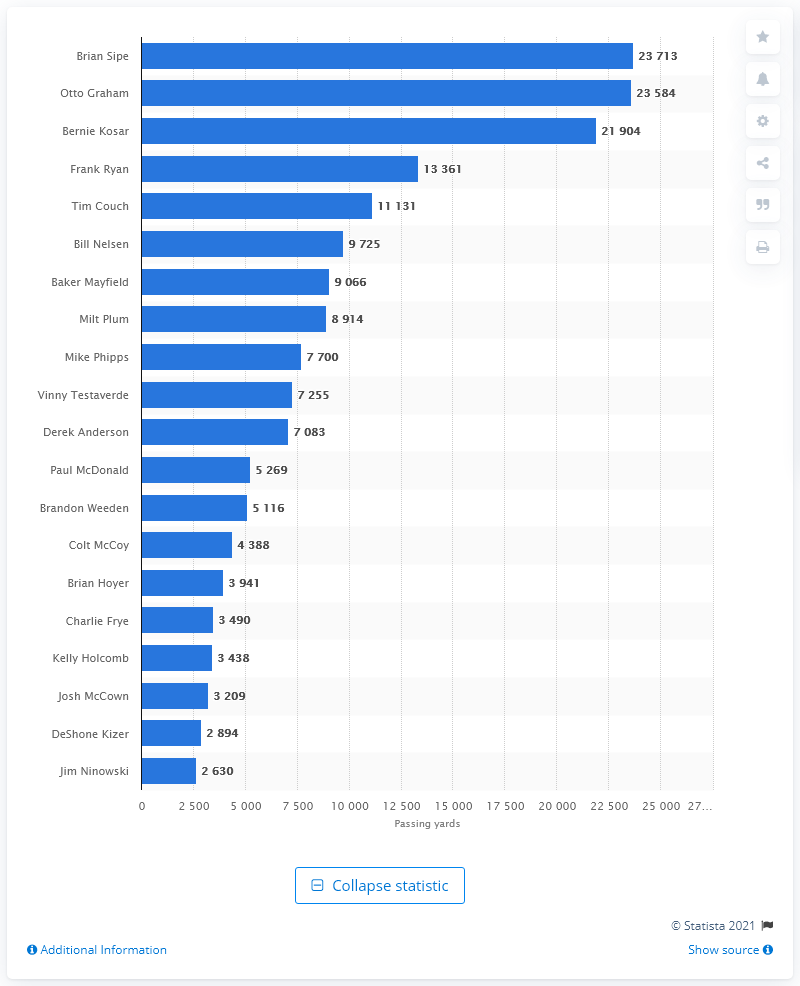 Brian Sipe 23 713
Otto Graham 23 584
Bernie Kosar 21 904
Frank Ryan 13 361
Tim Couch 11 131
Bill Nelsen 9 725
Baker Mayfield 9 066
Milt Plum 8 914
Mike Phipps 7 700
Vinny Testaverde 7 255
Derek Anderson 7 083
Paul McDonald 5 269
Brandon Weeden 5 116
Colt McCoy 4 388
Brian Hoyer 3 941
Charlie Frye 3 490
Kelly Holcomb 3 438
Josh McCown 3 209
DeShone Kizer 2 894
Jim Ninowski 2 630
0 2 500 5 000 7 500 10 000 12 500 15 000 17 500 20 000 22 500 25 000 27...
Passing yards
Collapse statistic
© Statista 2021
Additional Information Show source